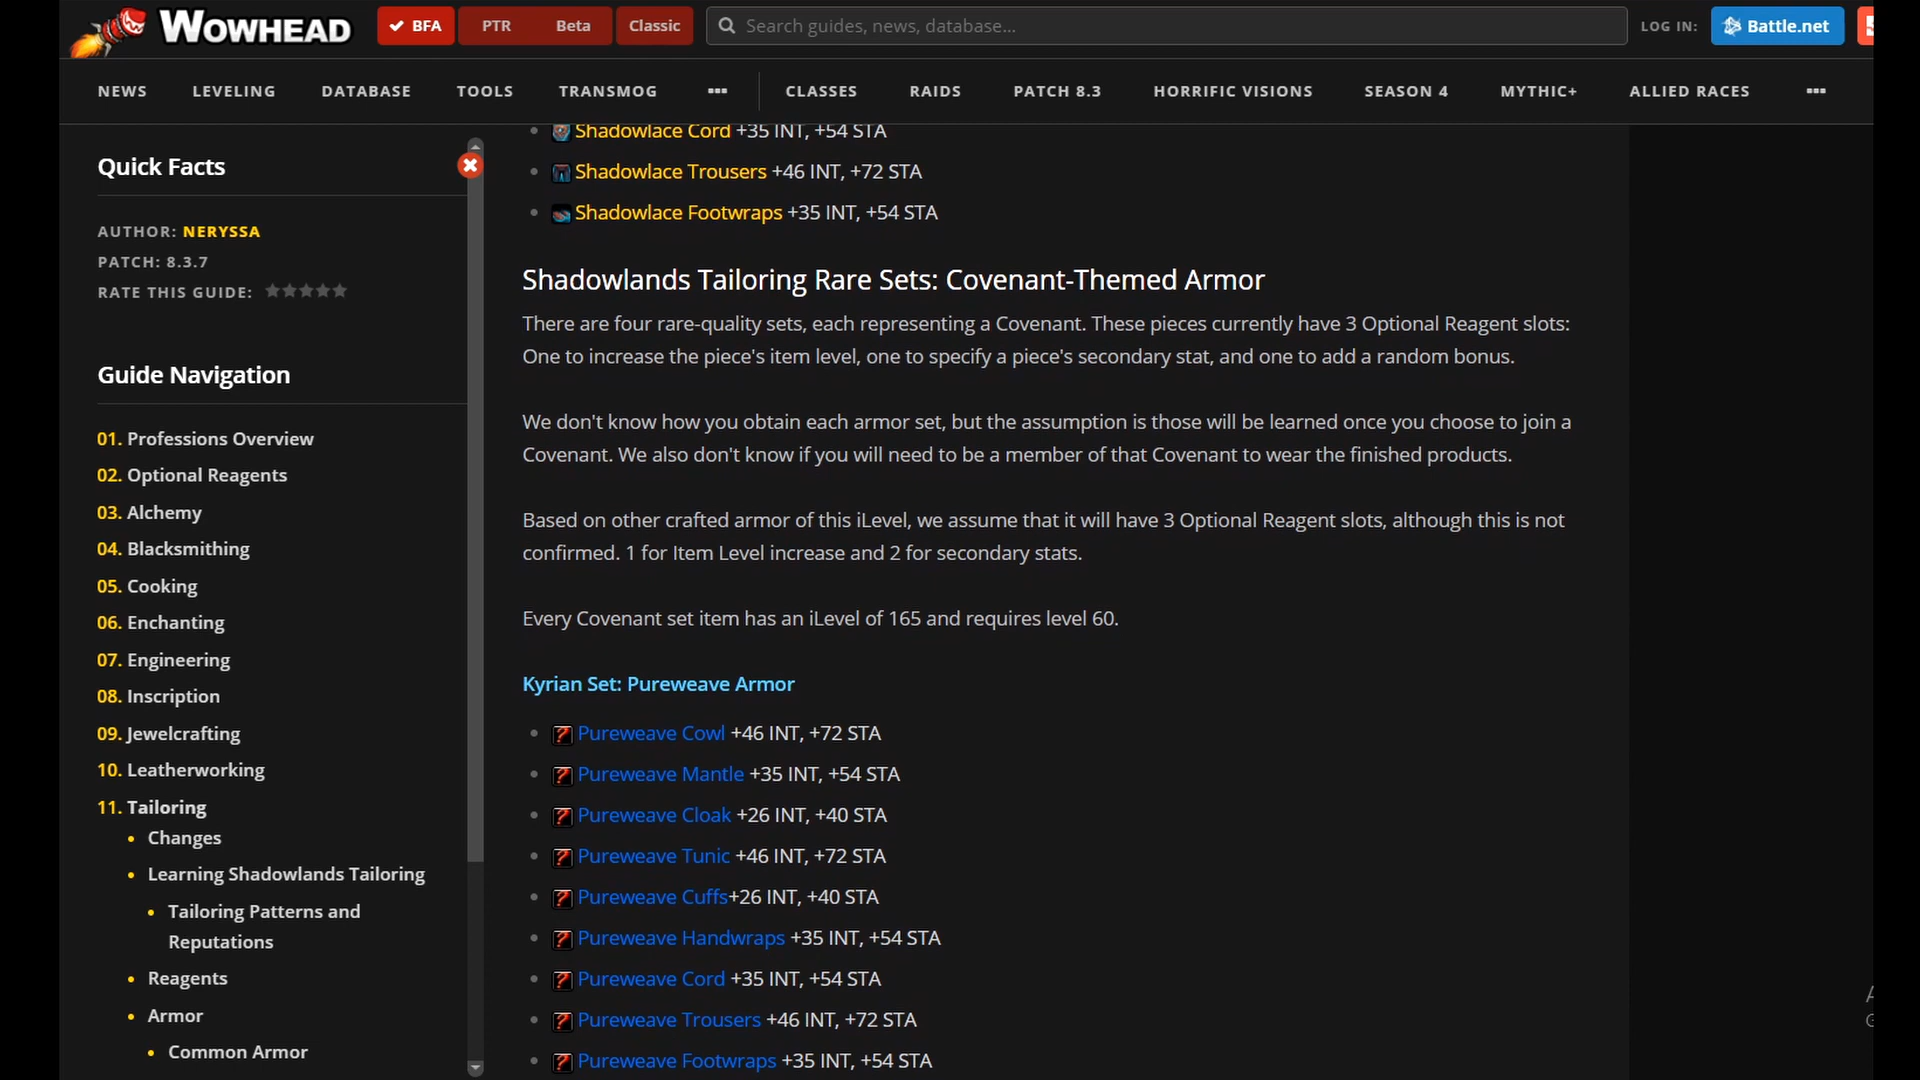 WOWHEAD
BFA PTR Beta Classic Search guides, news, database... LOG IN: Battle.net
NEWS LEVELING DATABASE TOOLS TRANSMOG ••• CLASSES RAIDS PATCH 8.3 HORRIFIC VISIONS SEASON 4 MYTHIC+ ALLIED RACES •••
Quick Facts
AUTHOR: NERYSSA
PATCH: 8.3.7
RATE THIS GUIDE:
Guide Navigation
01. Professions Overview
02. Optional Reagents
03. Alchemy
04. Blacksmithing
05. Cooking
06. Enchanting
07. Engineering
08. Inscription
09. Jewelcrafting
10. Leatherworking
11. Tailoring
• Changes
• Learning Shadowlands Tailoring
• Tailoring Patterns and
Reputations
• Reagents
• Armor
• Common Armor
• Shadowlace Cord +35 INT, +54 STA
• Shadowlace Trousers +46 INT, +72 STA
• Shadowlace Footwraps +35 INT, +54 STA
Shadowlands Tailoring Rare Sets: Covenant-Themed Armor
There are four rare-quality sets, each representing a Covenant. These pieces currently have 3 Optional Reagent slots:
One to increase the piece's item level, one to specify a piece's secondary stat, and one to add a random bonus.
We don't know how you obtain each armor set, but the assumption is those will be learned once you choose to join a
Covenant. We also don't know if you will need to be a member of that Covenant to wear the finished products.
Based on other crafted armor of this iLevel, we assume that it will have 3 Optional Reagent slots, although this is not
confirmed. 1 for Item Level increase and 2 for secondary stats.
Every Covenant set item has an iLevel of 165 and requires level 60.
Kyrian Set: Pureweave Armor
• ? Pureweave Cowl +46 INT, +72 STA
• ? Pureweave Mantle +35 INT, +54 STA
• ? Pureweave Cloak +26 INT, +40 STA
• ? Pureweave Tunic +46 INT, +72 STA
• ? Pureweave Cuffs+26 INT, +40 STA
• ? Pureweave Handwraps +35 INT, +54 STA
• ? Pureweave Cord +35 INT, +54 STA
• ? Pureweave Trousers +46 INT, +72 STA
• ? Pureweave Footwraps +35 INT, +54 STA